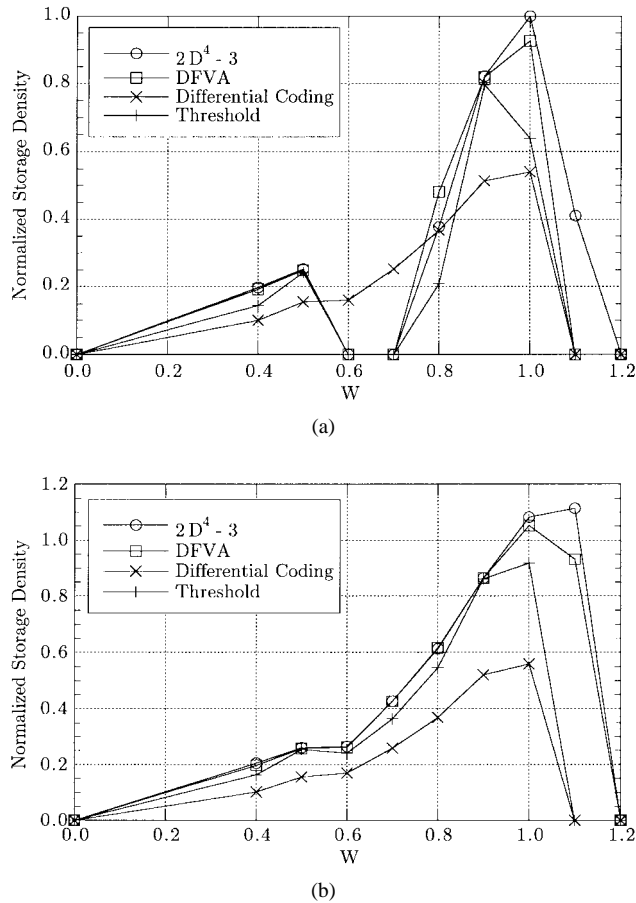 1.0
0.8
0.6
0.4
0.2
0.0
Normalized Storage Density
2 D⁴ - 3
DFVA
Differential Coding
Threshold
0.0 0.2 0.4 0.6 0.8 1.0 1.2
W
(a)
1.2
1.0
0.8
0.6
0.4
0.2
0.0
Normalized Storage Density
2 D⁴ - 3
DFVA
Differential Coding
Threshold
0.0 0.2 0.4 0.6 0.8 1.0 1.2
W
(b)